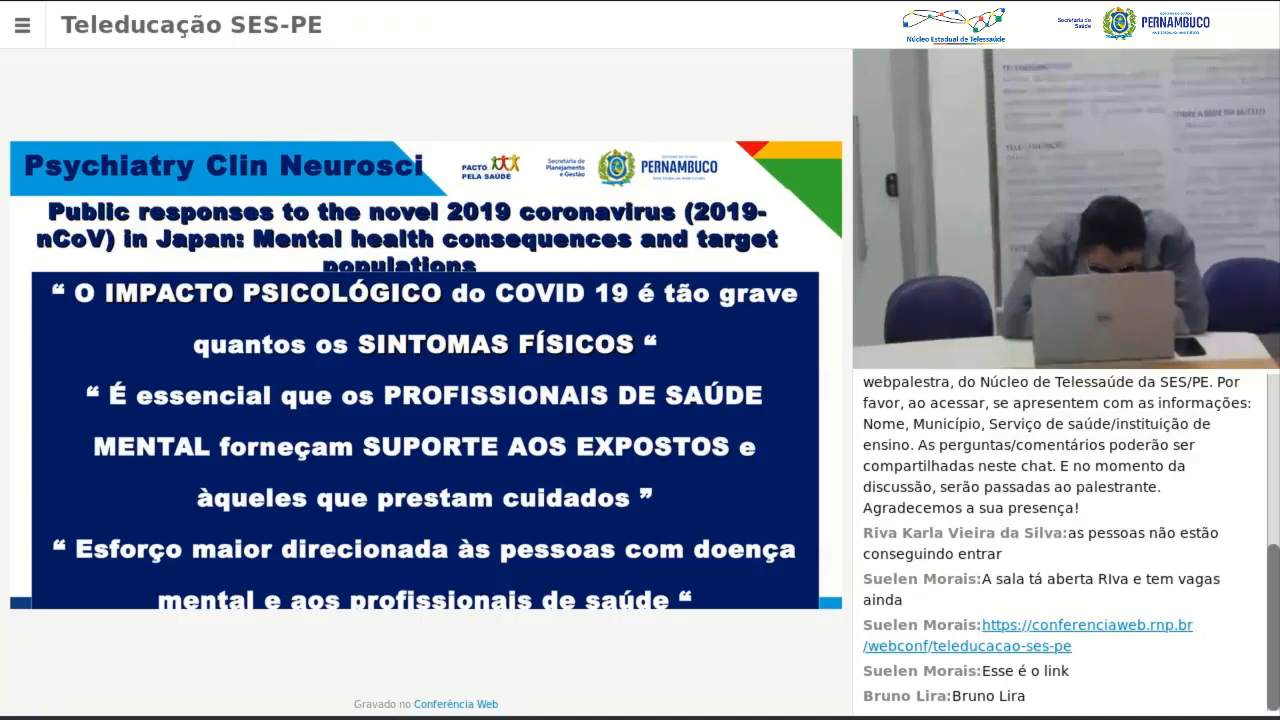 Teleducação SES-PE
Núcleo Estadual de Telessaúde
Secretaria de
Saúde
PERNAMBUCO
Psychiatry Clin Neurosci
PACTO
PELA SAÚDE
Secretaria de
Planejamento
e Gestão
PERNAMBUCO
Public responses to the novel 2019 coronavirus (2019-
nCoV) in Japan: Mental health consequences and target
populations
❝ O IMPACTO PSICOLÓGICO do COVID 19 é tão grave
quantos os SINTOMAS FÍSICOS ❝
❝ É essencial que os PROFISSIONAIS DE SAÚDE
MENTAL forneçam SUPORTE AOS EXPOSTOS e
àqueles que prestam cuidados ❞
❝ Esforço maior direcionada às pessoas com doença
mental e aos profissionais de saúde ❝
Gravado no Conferência Web
webpalestra, do Núcleo de Telessaúde da SES/PE. Por
favor, ao acessar, se apresentem com as informações:
Nome, Município, Serviço de saúde/instituição de
ensino. As perguntas/comentários poderão ser
compartilhadas neste chat. E no momento da
discussão, serão passadas ao palestrante.
Agradecemos a sua presença!
Riva Karla Vieira da Silva:as pessoas não estão
conseguindo entrar
Suelen Morais:A sala tá aberta RIva e tem vagas
ainda
Suelen Morais:https://conferenciaweb.rnp.br
/webconf/teleducacao-ses-pe
Suelen Morais:Esse é o link
Bruno Lira:Bruno Lira